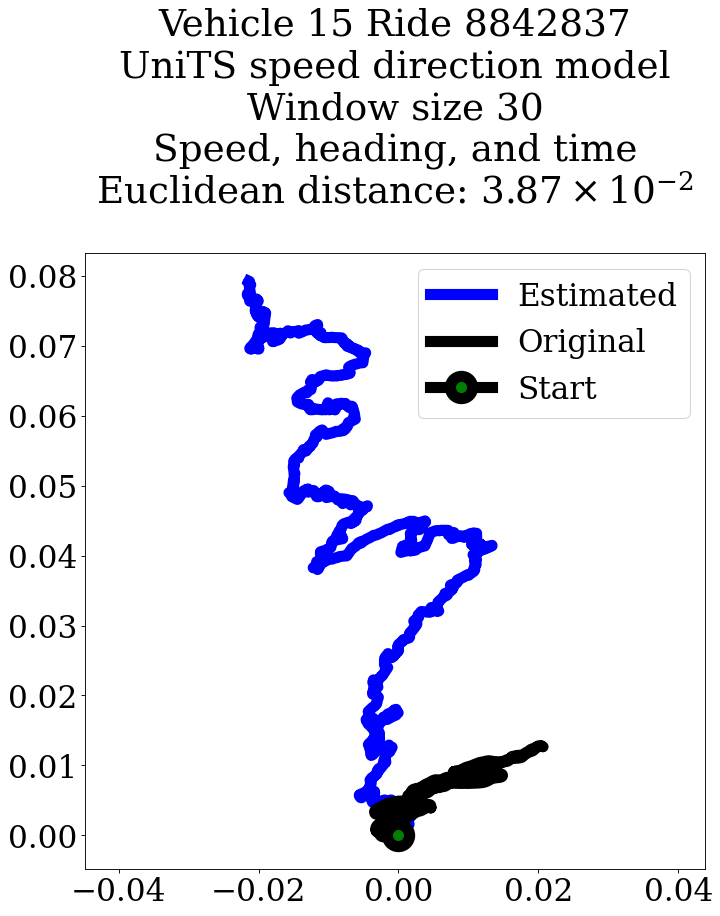 Vehicle 15 Ride 8842837
UniTS speed direction model
Window size 30
Speed, heading, and time
Euclidean distance: 3.87 × 10⁻²
0.08
0.07
0.06
0.05
0.04
0.03
0.02
0.01
0.00
Estimated
Original
Start
−0.04 −0.02 0.00 0.02 0.04